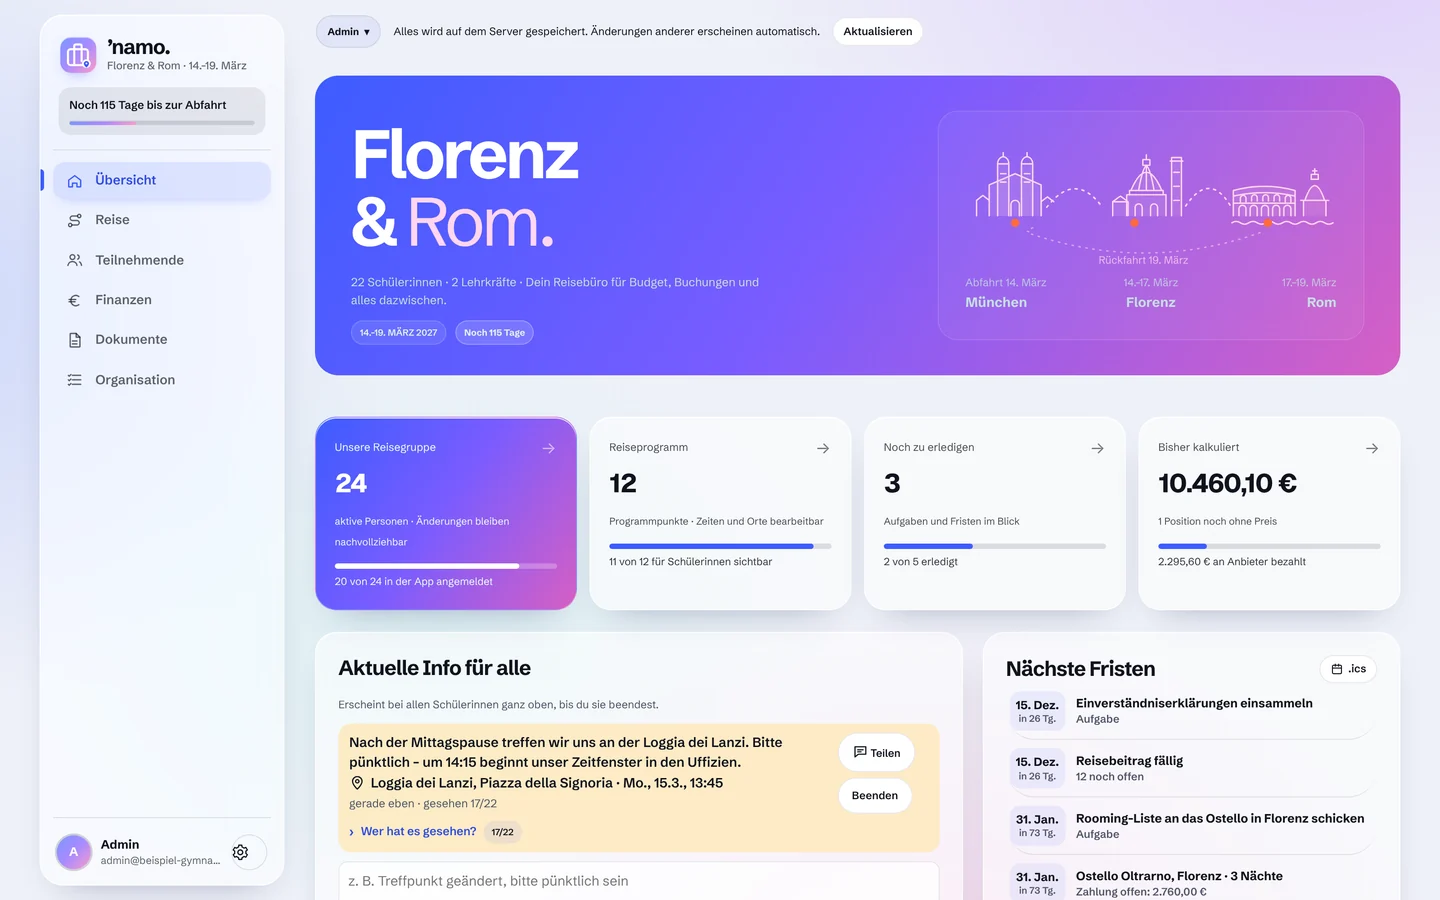 ’namo.
Florenz & Rom · 14.–19. März
Noch 115 Tage bis zur Abfahrt
Übersicht
Reise
Teilnehmende
Finanzen
Dokumente
Organisation
A
Admin
admin@beispiel-gymna...
Admin ▾
Alles wird auf dem Server gespeichert. Änderungen anderer erscheinen automatisch.
Aktualisieren
Florenz
& Rom.
22 Schüler:innen · 2 Lehrkräfte · Dein Reisebüro für Budget, Buchungen und
alles dazwischen.
14.–19. MÄRZ 2027
Noch 115 Tage
Rückfahrt 19. März
Abfahrt 14. März
München
14.–17. März
Florenz
17.–19. März
Rom
Unsere Reisegruppe
24
aktive Personen · Änderungen bleiben
nachvollziehbar
20 von 24 in der App angemeldet
Reiseprogramm
12
Programmpunkte · Zeiten und Orte bearbeitbar
11 von 12 für Schülerinnen sichtbar
Noch zu erledigen
3
Aufgaben und Fristen im Blick
2 von 5 erledigt
Bisher kalkuliert
10.460,10 €
1 Position noch ohne Preis
2.295,60 € an Anbieter bezahlt
Aktuelle Info für alle
Erscheint bei allen Schülerinnen ganz oben, bis du sie beendest.
Nach der Mittagspause treffen wir uns an der Loggia dei Lanzi. Bitte
pünktlich – um 14:15 beginnt unser Zeitfenster in den Uffizien.
Loggia dei Lanzi, Piazza della Signoria · Mo., 15.3., 13:45
gerade eben · gesehen 17/22
› Wer hat es gesehen? 17/22
Teilen
Beenden
z. B. Treffpunkt geändert, bitte pünktlich sein
Nächste Fristen
.ics
15. Dez.
in 26 Tg.
Einverständniserklärungen einsammeln
Aufgabe
15. Dez.
in 26 Tg.
Reisebeitrag fällig
12 noch offen
31. Jan.
in 73 Tg.
Rooming-Liste an das Ostello in Florenz schicken
Aufgabe
31. Jan.
in 73 Tg.
Ostello Oltrarno, Florenz · 3 Nächte
Zahlung offen: 2.760,00 €